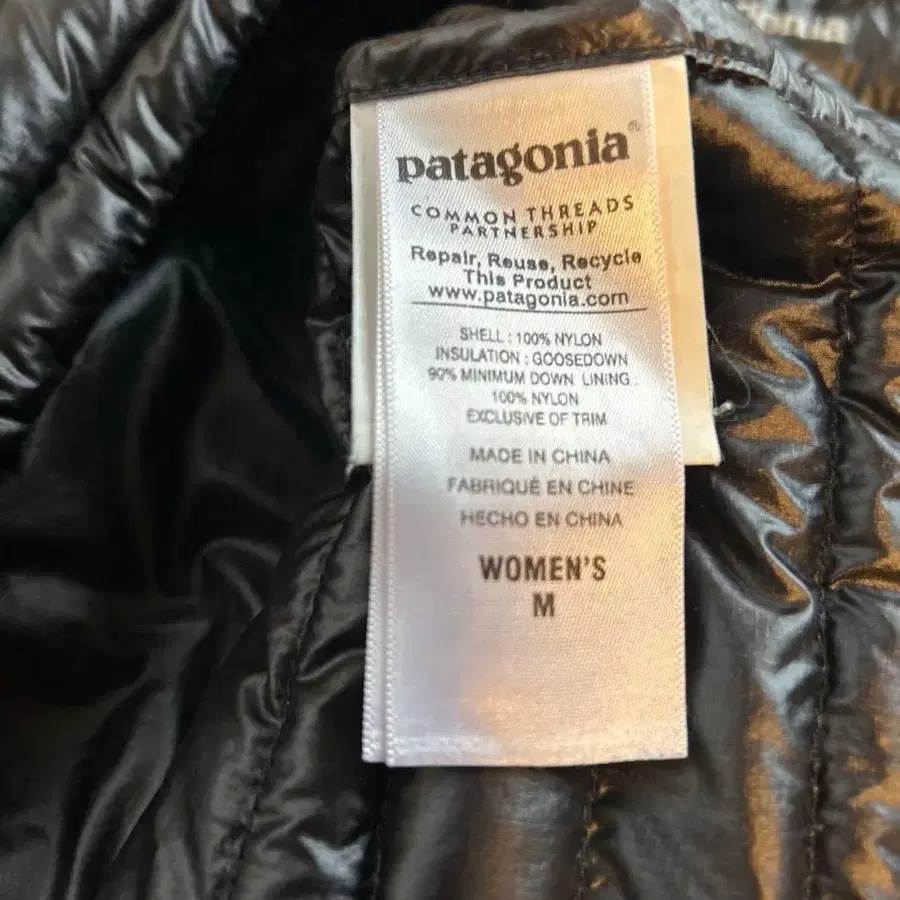 patagonia®
COMMON THREADS
PARTNERSHIP
Repair, Reuse, Recycle
This Product
www.patagonia.com
SHELL : 100% NYLON
INSULATION : GOOSEDOWN
90% MINIMUM DOWN LINING :
100% NYLON
EXCLUSIVE OF TRIM
MADE IN CHINA
FABRIQUÉ EN CHINE
HECHO EN CHINA
WOMEN'S
M